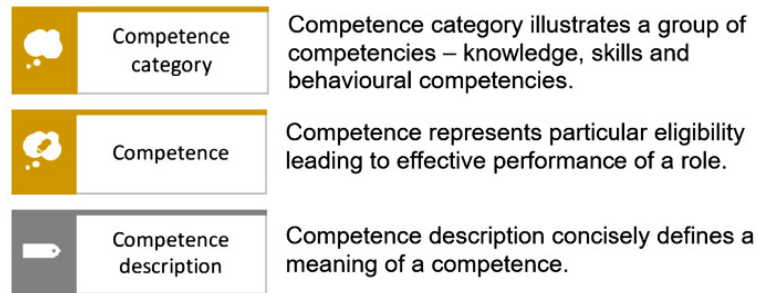 Competence
category
Competence category illustrates a group of
competencies – knowledge, skills and
behavioural competencies.
Competence
Competence represents particular eligibility
leading to effective performance of a role.
Competence
description
Competence description concisely defines a
meaning of a competence.